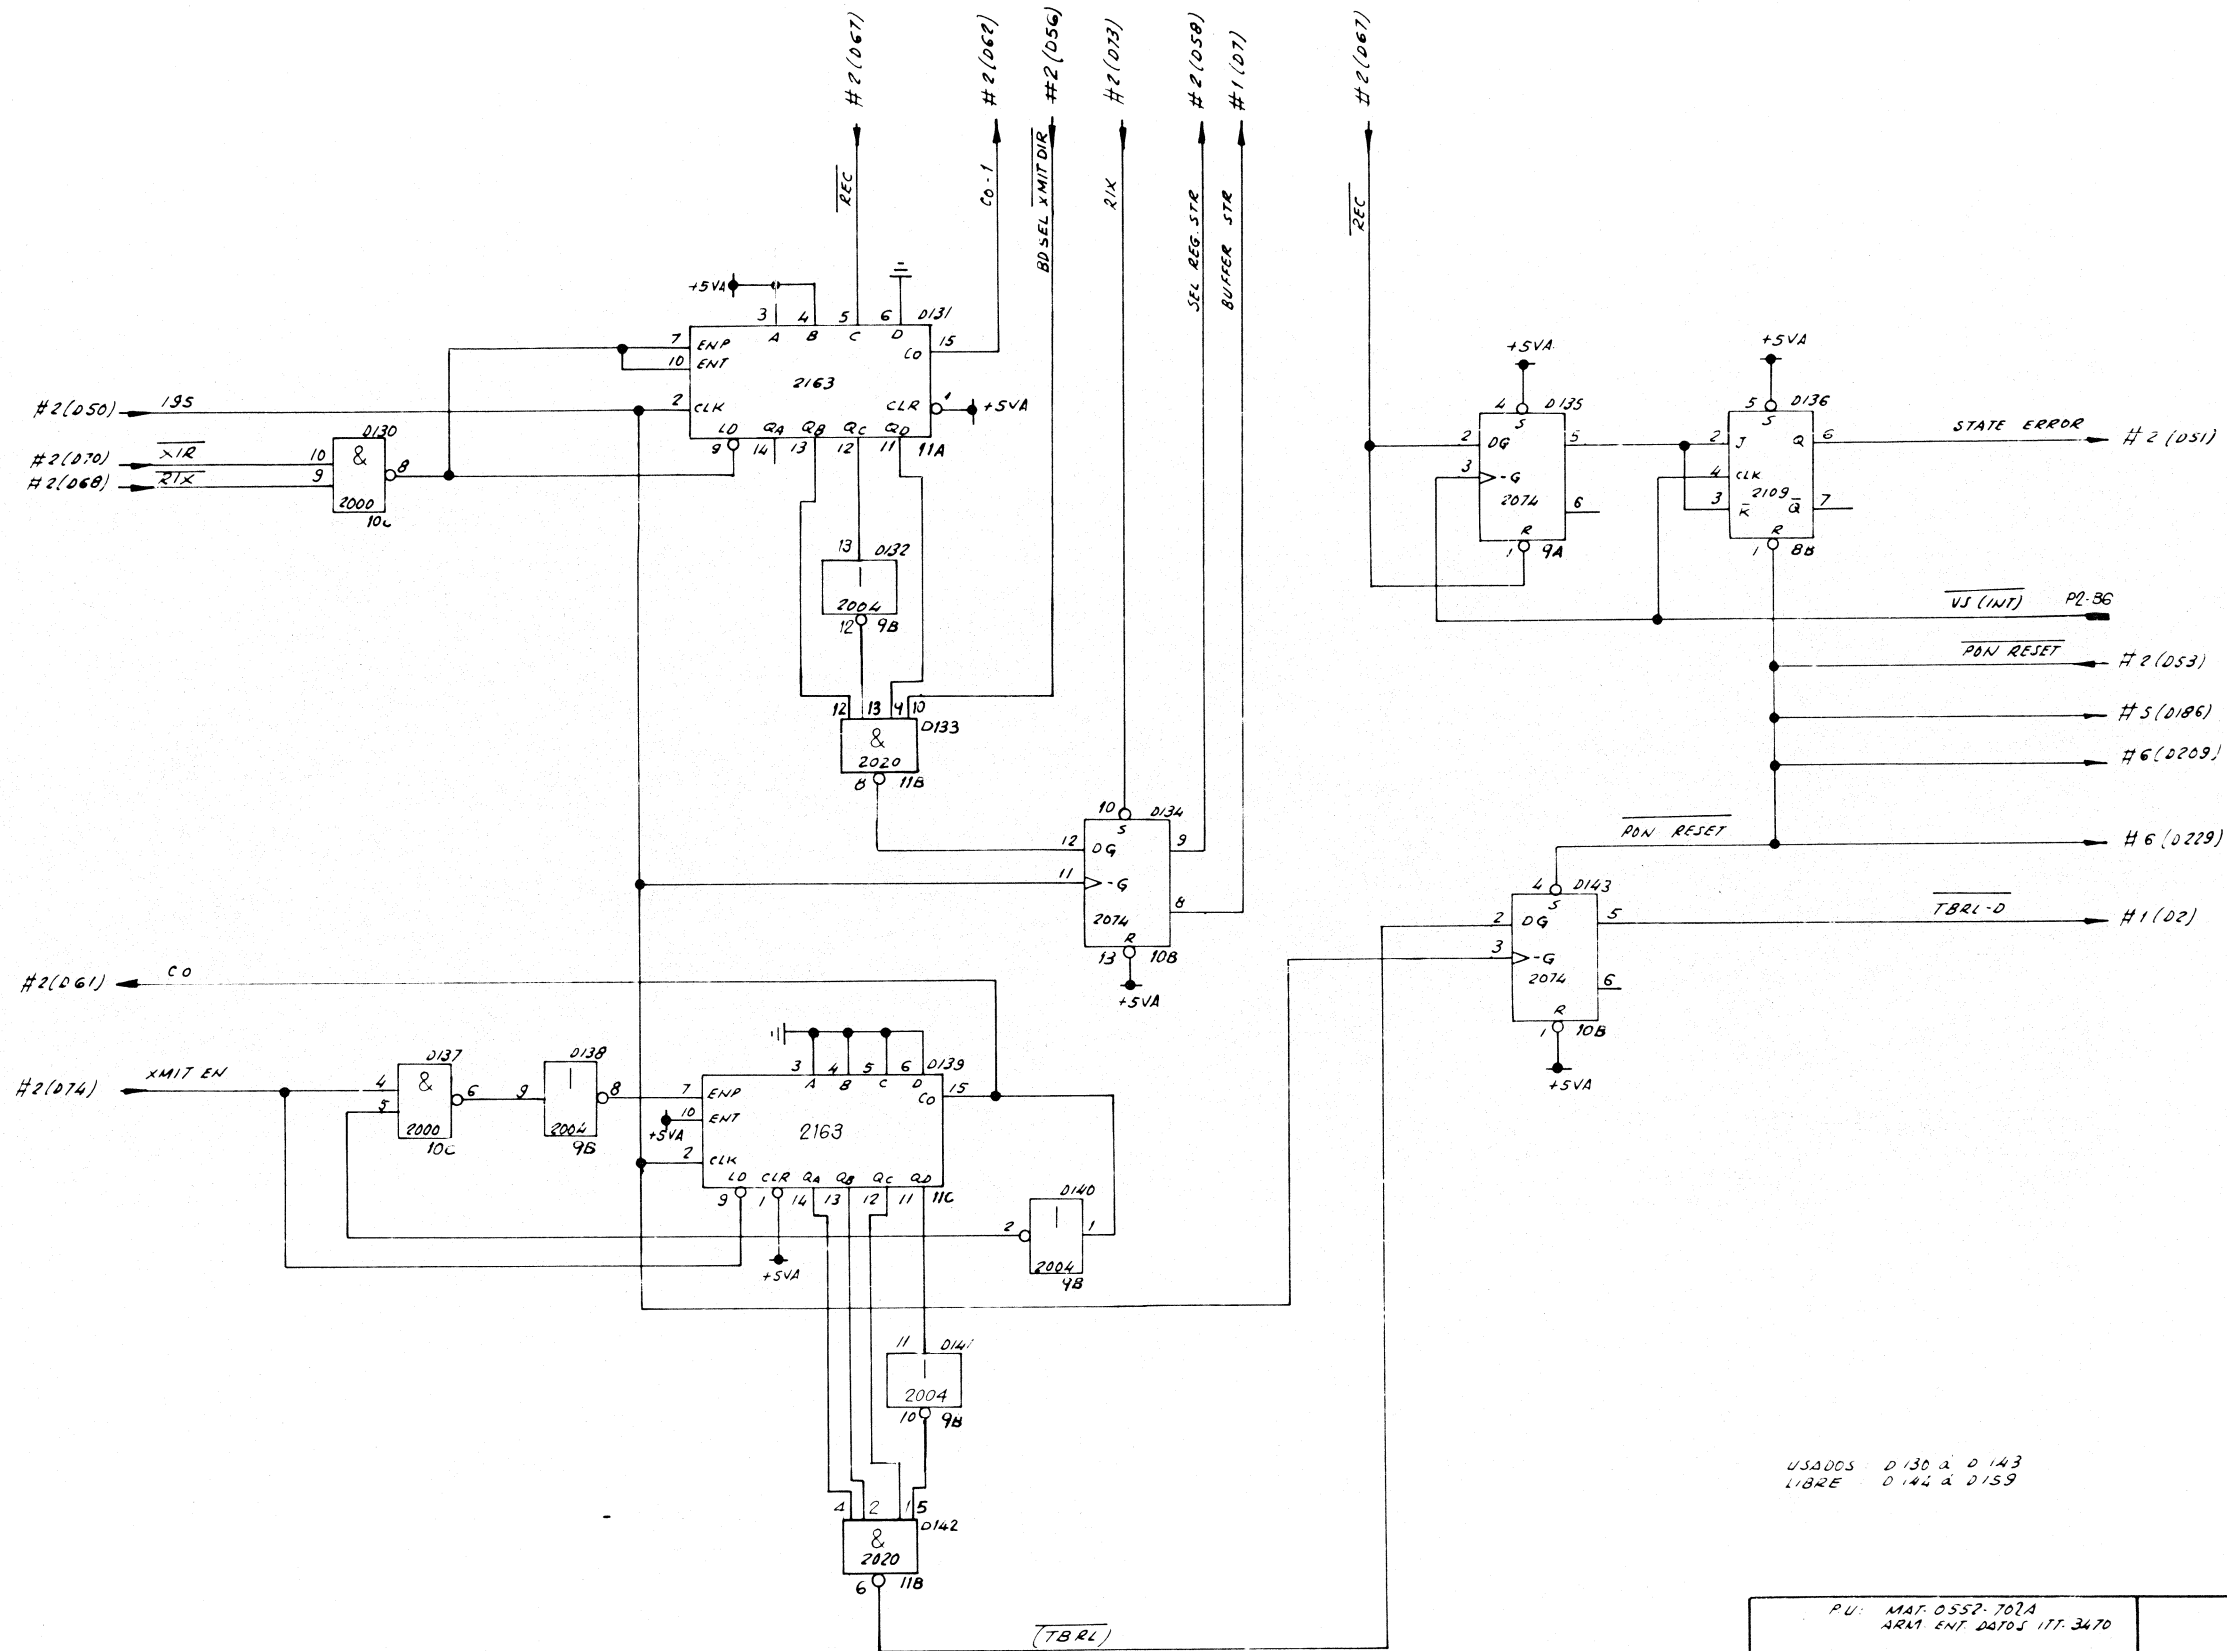 #2(D67)
#2(D62)
#2(D56)
#2(D73)
#2(D58)
#1(D7)
#2(D67)
REC
CO-1
BDSEL XMITDIR
RIX
SEL REG.STR
BUFFER STR
REC
+5VA
3 4 5 6 D131
A B C D
7 ENP
10 ENT
CO 15
2163
#2(D50) 19S
2 CLK
CLR 1 +5VA
LD QA QB QC QD
9 14 13 12 11 11A
#2(D70) XIR
#2(D68) RIX
D130
10
9
&
8
2000
10C
13 D132
2004
12 9B
12 13 9 10
D133
&
2020
8 11B
10 D134
S
12 DG 9
11 -G
2074 8
R
13 10B
+5VA
+5VA
4 D135
S
2 DG 5
3 -G
2074
6
R
1 9A
+5VA
5 D136
S
2 J Q 6
4 CLK
2109
3 K Q 7
R
1 8B
STATE ERROR #2(D51)
VS (INT) P2-B6
PON RESET #2(D53)
#5(D186)
#6(D209)
PON RESET #6(D229)
4 D143
S
2 DG 5
3 -G
2074
6
R
1 10B
+5VA
TBRL-D #1(D2)
#2(D61) CO
#2(D74) XMIT EN
D137
4
5
&
6
2000
10C
D138
9 8
2004
9B
3 4 5 6 D139
A B C D
7 ENP
CO 15
10 ENT
+5VA
2163
2 CLK
LD CLR QA QB QC QD
9 1 14 13 12 11 11C
+5VA
D140
2 1
2004
9B
11 D141
2004
10 9B
4 2 1 5
D142
&
2020
6 11B
(TBRL)
USADOS D130 á D143
LIBRE D144 á D159
P.U: MAT. 0552-702A
ARM. ENT. DATOS ITT-3470